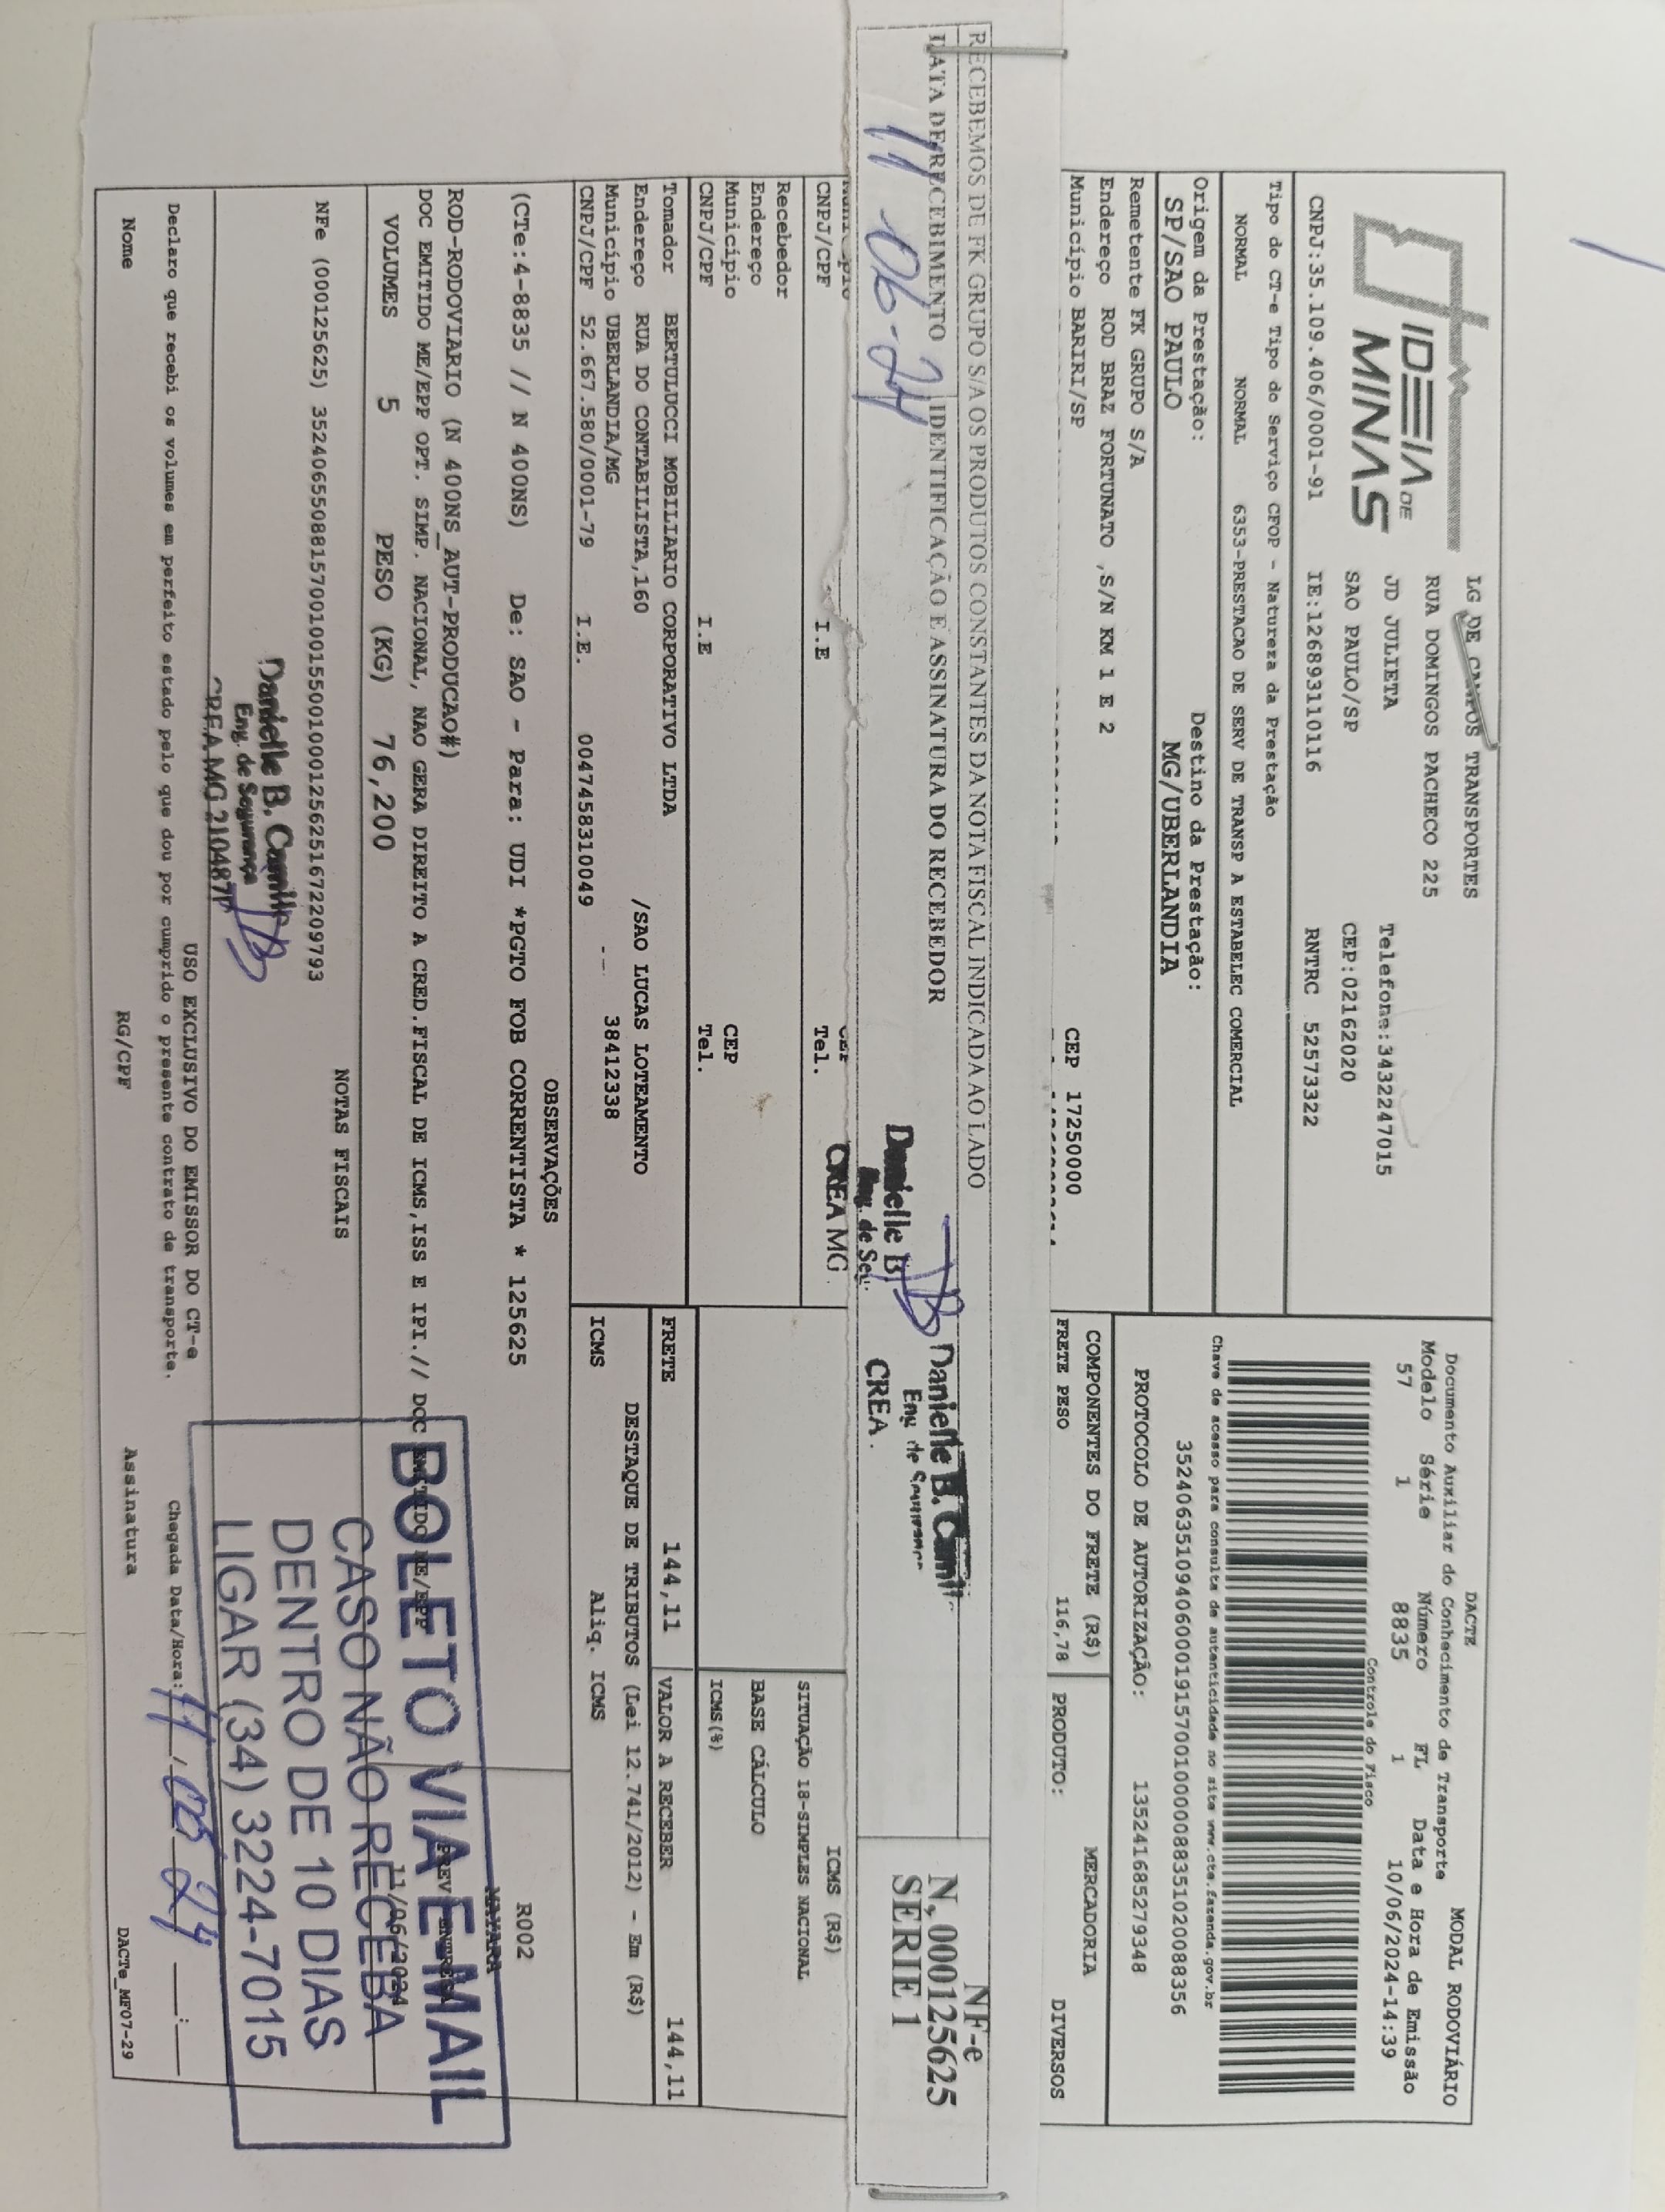 IDEIA DE MINAS
LG DE CAMPOS TRANSPORTES
RUA DOMINGOS PACHECO 225
JD JULIETA
Telefone:3432247015
SAO PAULO/SP
CEP:02162020
CNPJ:35.109.406/0001-91
IE:126893110116
RNTRC 52573322
DACTE
MODAL RODOVIÁRIO
Documento Auxiliar do Conhecimento de Transporte
Modelo Série Número FL Data e Hora de Emissão
57 1 8835 1 10/06/2024-14:39
Controle do Fisco
Tipo do CT-e Tipo do Serviço CFOP - Natureza da Prestação
NORMAL NORMAL 6353-PRESTACAO DE SERV DE TRANSP A ESTABELEC COMERCIAL
Chave de acesso para consulta de autenticidade no site www.cte.fazenda.gov.br
35240635109406000191570010000088351020088356
Origem da Prestação: Destino da Prestação:
SP/SAO PAULO MG/UBERLANDIA
PROTOCOLO DE AUTORIZAÇÃO: 135241685279348
Remetente FK GRUPO S/A
Endereço ROD BRAZ FORTUNATO ,S/N KM 1 E 2
Município BARIRI/SP CEP 17250000
COMPONENTES DO FRETE (R$) MERCADORIA
FRETE PESO 116,78 PRODUTO: DIVERSOS
RECEBEMOS DE FK GRUPO S/A OS PRODUTOS CONSTANTES DA NOTA FISCAL INDICADA AO LADO
DATA DE RECEBIMENTO IDENTIFICAÇÃO E ASSINATURA DO RECEBEDOR
11 06-24
Danielle B.
Eng. de Seg.
CREA MG
Danielle B. Camil
Eng de
CREA
NF-e
N, 000125625
SERIE 1
CNPJ/CPF I.E Tel.
Recebedor
Endereço
Município CEP
CNPJ/CPF I.E Tel.
ICMS (R$)
SITUAÇÃO 18-SIMPLES NACIONAL
BASE CÁLCULO
ICMS(%)
Tomador BERTULUCCI MOBILIARIO CORPORATIVO LTDA
Endereço RUA DO CONTABILISTA,160 /SAO LUCAS LOTEAMENTO
Município UBERLANDIA/MG 38412338
CNPJ/CPF 52.667.580/0001-79 I.E. 0047458310049
FRETE 144,11 VALOR A RECEBER 144,11
DESTAQUE DE TRIBUTOS (Lei 12.741/2012) - Em (R$)
ICMS Aliq. ICMS
OBSERVAÇÕES
(CTe:4-8835 // N 400NS) De: SAO - Para: UDI *PGTO FOB CORRENTISTA * 125625
R002
MAYARA
ROD-RODOVIARIO (N 400NS_AUT-PRODUCAO#)
PREV ENTREGA
DOC EMITIDO ME/EPP OPT. SIMP. NACIONAL, NAO GERA DIREITO A CRED.FISCAL DE ICMS,ISS E IPI.// DOC EMITIDO ME/EPP
VOLUMES 5 PESO (KG) 76,200
11/06/2024
NOTAS FISCAIS
NFe (000125625) 35240655088157001001550010001256251672209793
Danielle B. Camilo
Eng. de Segurança
CREA MG 210487
BOLETO VIA E-MAIL
CASO NÃO RECEBA
DENTRO DE 10 DIAS
LIGAR (34) 3224-7015
USO EXCLUSIVO DO EMISSOR DO CT-e
Declaro que recebi os volumes em perfeito estado pelo que dou por cumprido o presente contrato de transporte.
Chegada Data/Hora: 11/06 24 :
Nome RG/CPF Assinatura DACTe_MF07-29